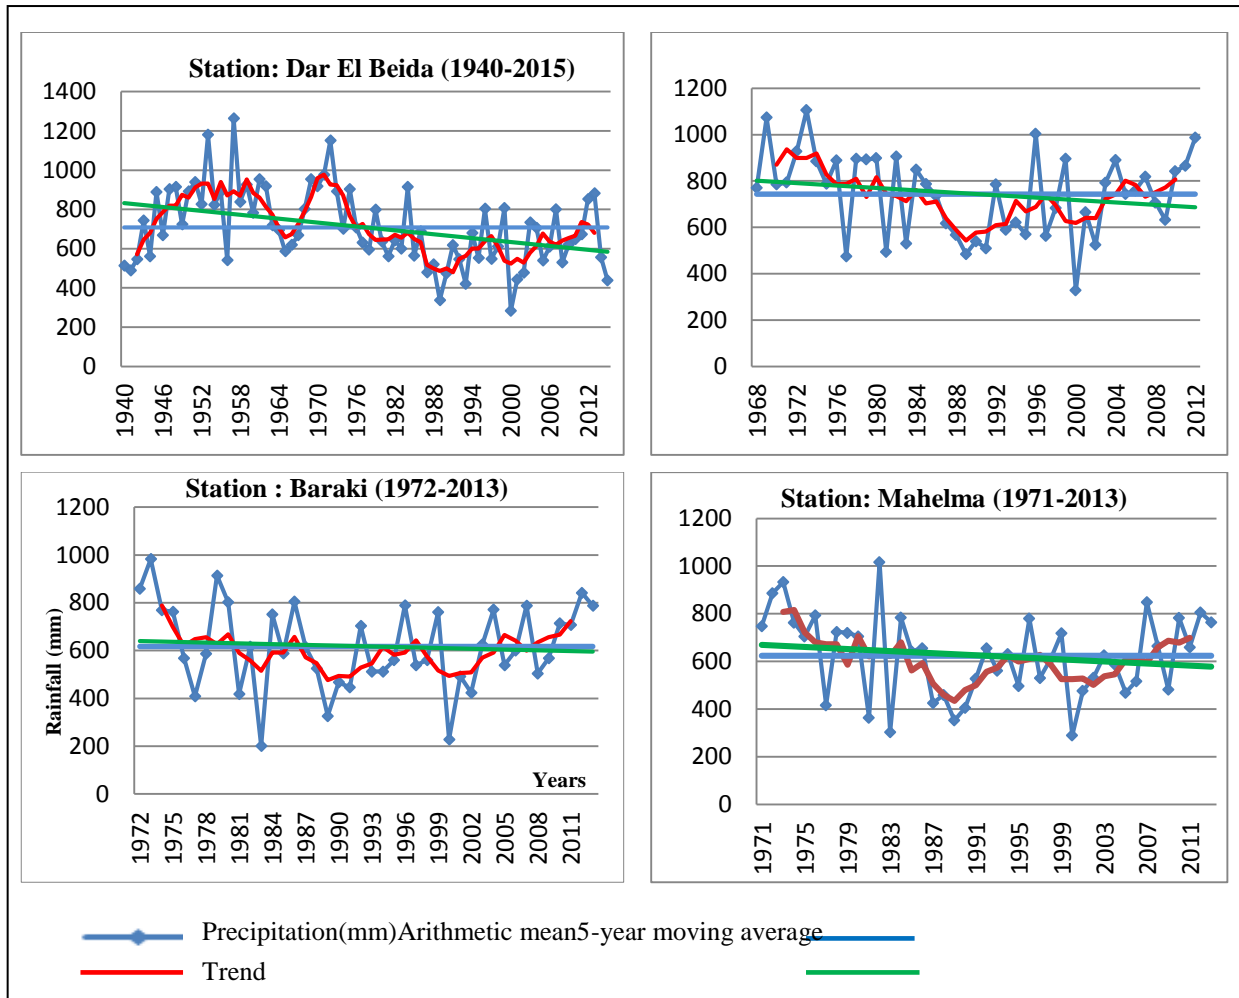 Station: Dar El Beida (1940-2015)
1400
1200
1000
800
600
400
200
0
1940 1946 1952 1958 1964 1970 1976 1982 1988 1994 2000 2006 2012
1200
1000
800
600
400
200
0
1968 1972 1976 1980 1984 1988 1992 1996 2000 2004 2008 2012
Station : Baraki (1972-2013)
Rainfall (mm)
1200
1000
800
600
400
200
0
Years
1972 1975 1978 1981 1984 1987 1990 1993 1996 1999 2002 2005 2008 2011
Station: Mahelma (1971-2013)
1200
1000
800
600
400
200
0
1971 1975 1979 1983 1987 1991 1995 1999 2003 2007 2011
Precipitation(mm)Arithmetic mean5-year moving average
Trend